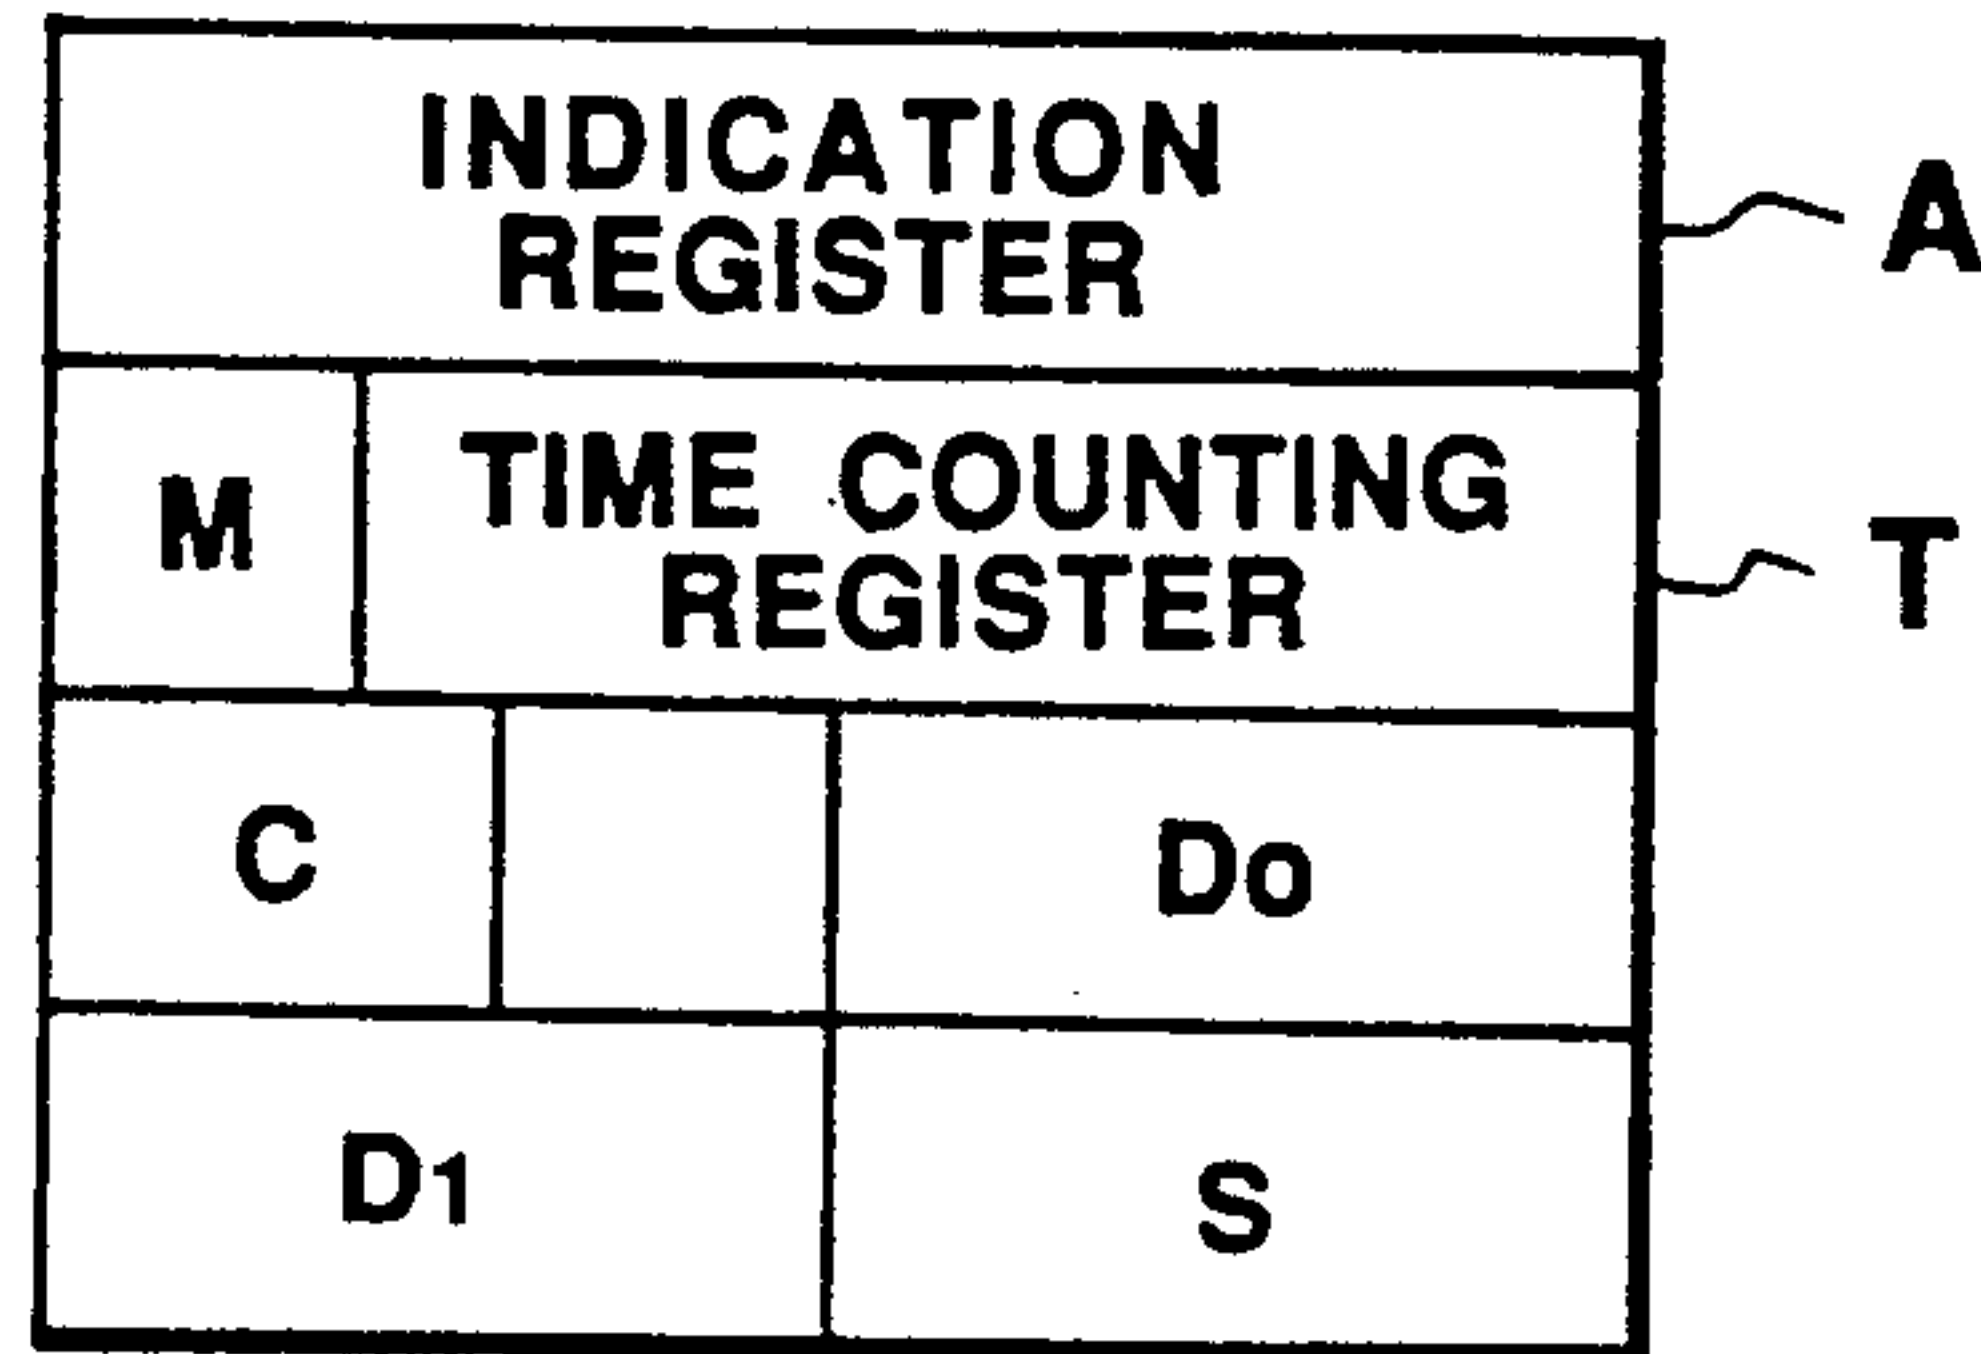 INDICATION
REGISTER
A
M
TIME COUNTING
REGISTER
T
C
Do
D1
S